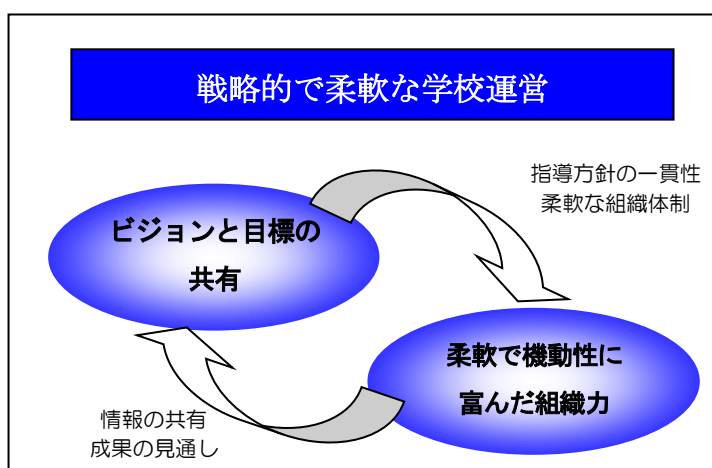 戦略的で柔軟な学校運営
指導方針の一貫性
柔軟な組織体制
ビジョンと目標の
共有
柔軟で機動性に
富んだ組織力
情報の共有
成果の見通し